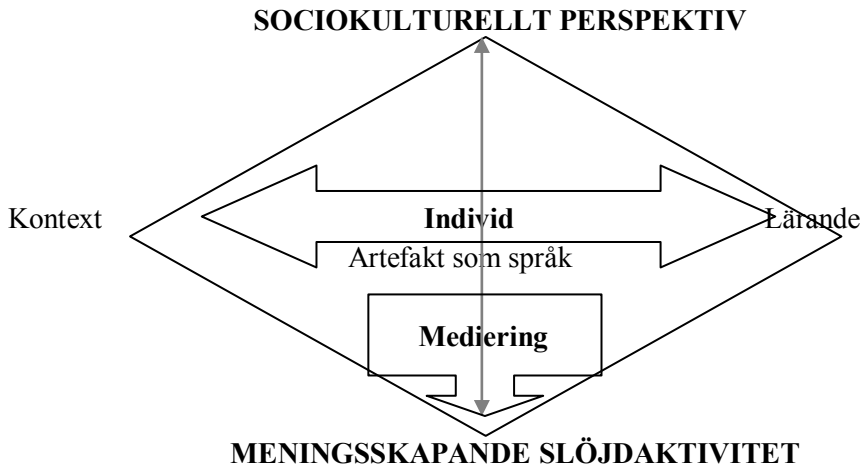 SOCIOKULTURELLT PERSPEKTIV
Kontext
Individ
Lärande
Artefakt som språk
Mediering
MENINGSSKAPANDE SLÖJDAKTIVITET